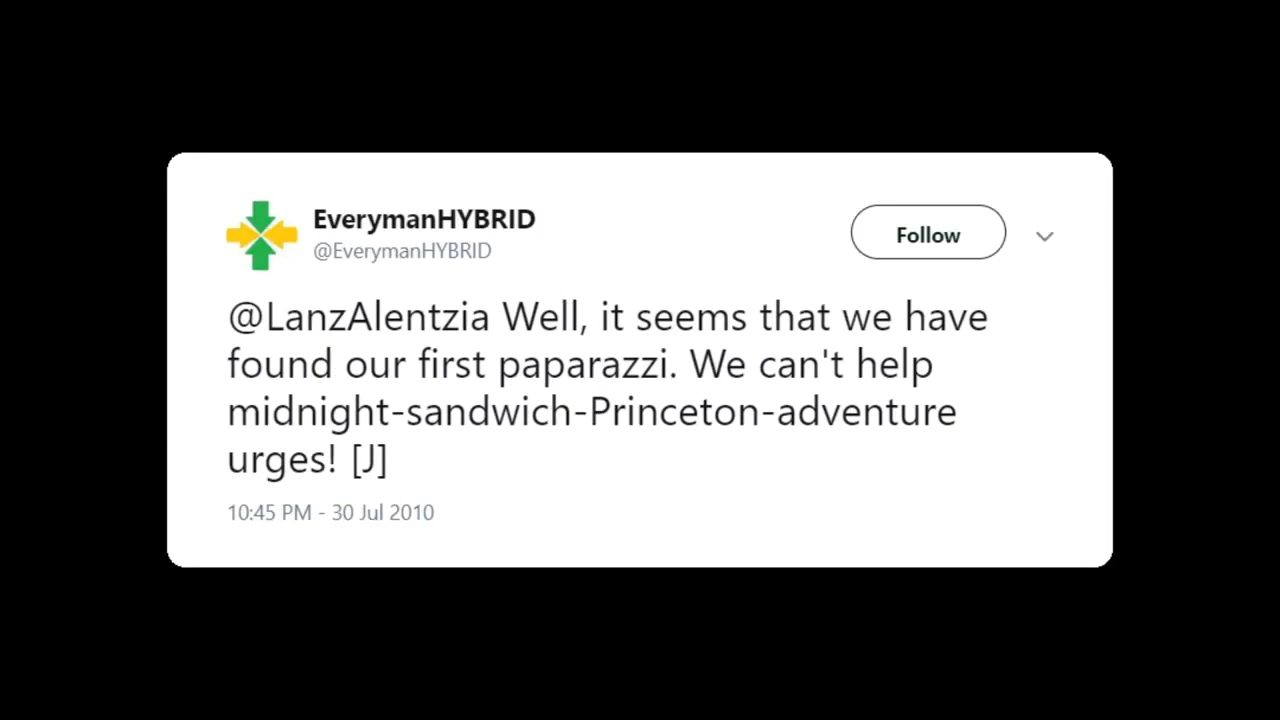 EverymanHYBRID
@EverymanHYBRID
Follow
@LanzAlentzia Well, it seems that we have
found our first paparazzi. We can't help
midnight-sandwich-Princeton-adventure
urges! [J]
10:45 PM - 30 Jul 2010